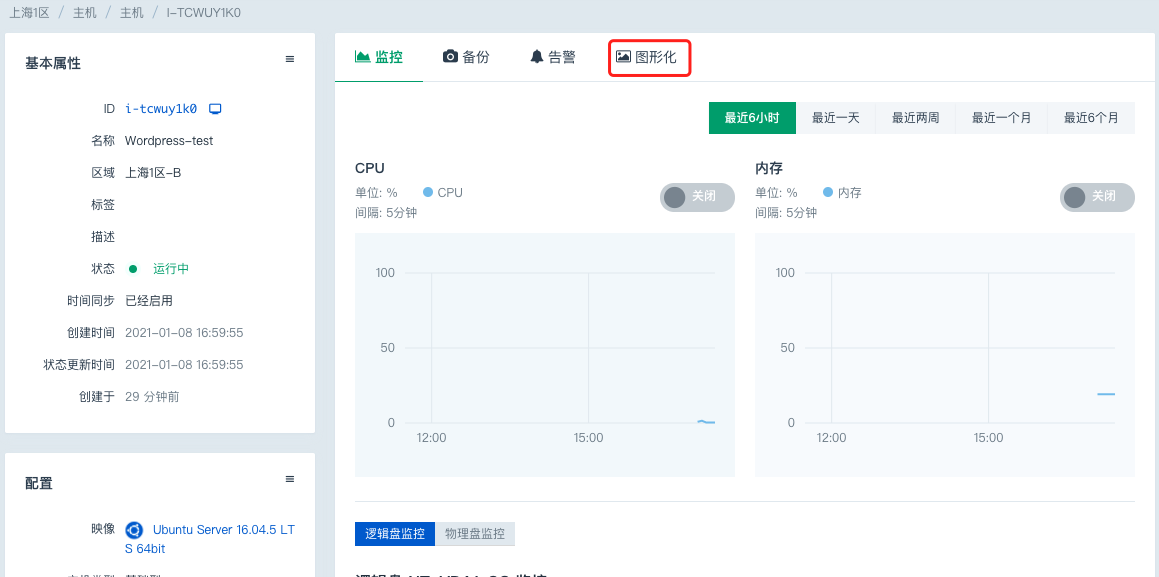 上海1区 / 主机 / 主机 / I-TCWUY1K0
基本属性
ID i-tcwuy1k0
名称 Wordpress-test
区域 上海1区-B
标签
描述
状态 运行中
时间同步 已经启用
创建时间 2021-01-08 16:59:55
状态更新时间 2021-01-08 16:59:55
创建于 29 分钟前
配置
映像 Ubuntu Server 16.04.5 LT
S 64bit
监控 备份 告警 图形化
最近6小时 最近一天 最近两周 最近一个月 最近6个月
CPU
单位: % CPU
间隔: 5分钟
关闭
100
50
0
12:00 15:00
内存
单位: % 内存
间隔: 5分钟
关闭
100
50
0
12:00 15:00
逻辑盘监控 物理盘监控